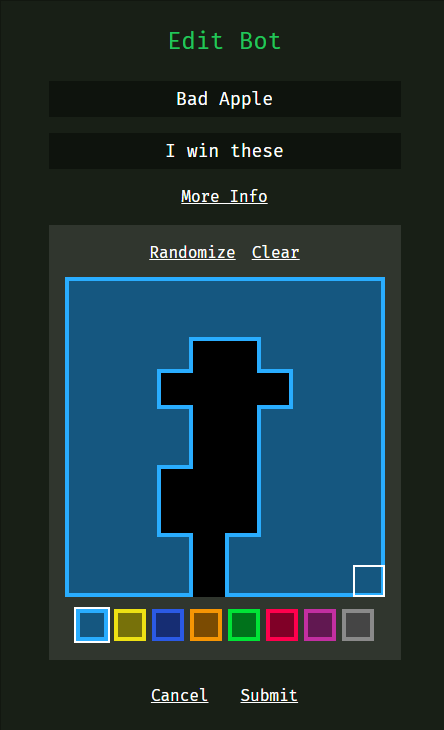 Edit Bot
Bad Apple
I win these
More Info
Randomize Clear
Cancel Submit